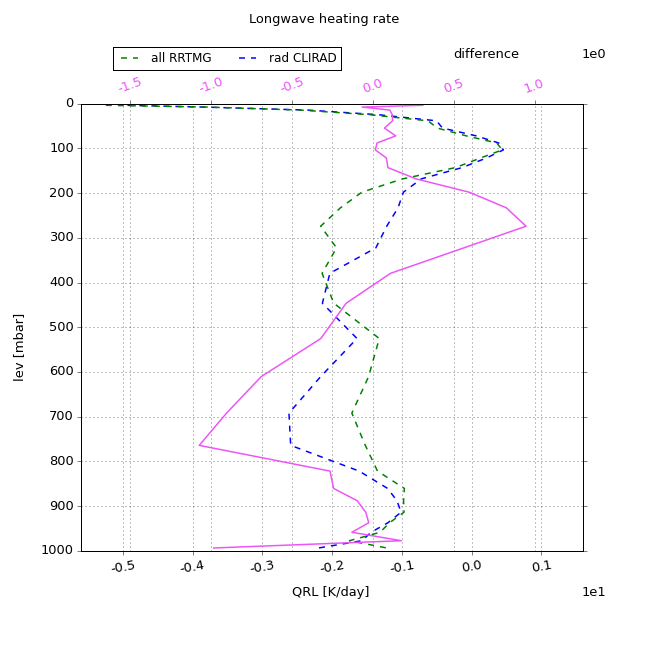 Longwave heating rate
difference 1e0
all RRTMG rad CLIRAD
-1.5 -1.0 -0.5 0.0 0.5 1.0
0
100
200
300
400
500
600
700
800
900
1000
lev [mbar]
-0.5 -0.4 -0.3 -0.2 -0.1 0.0 0.1
QRL [K/day] 1e1